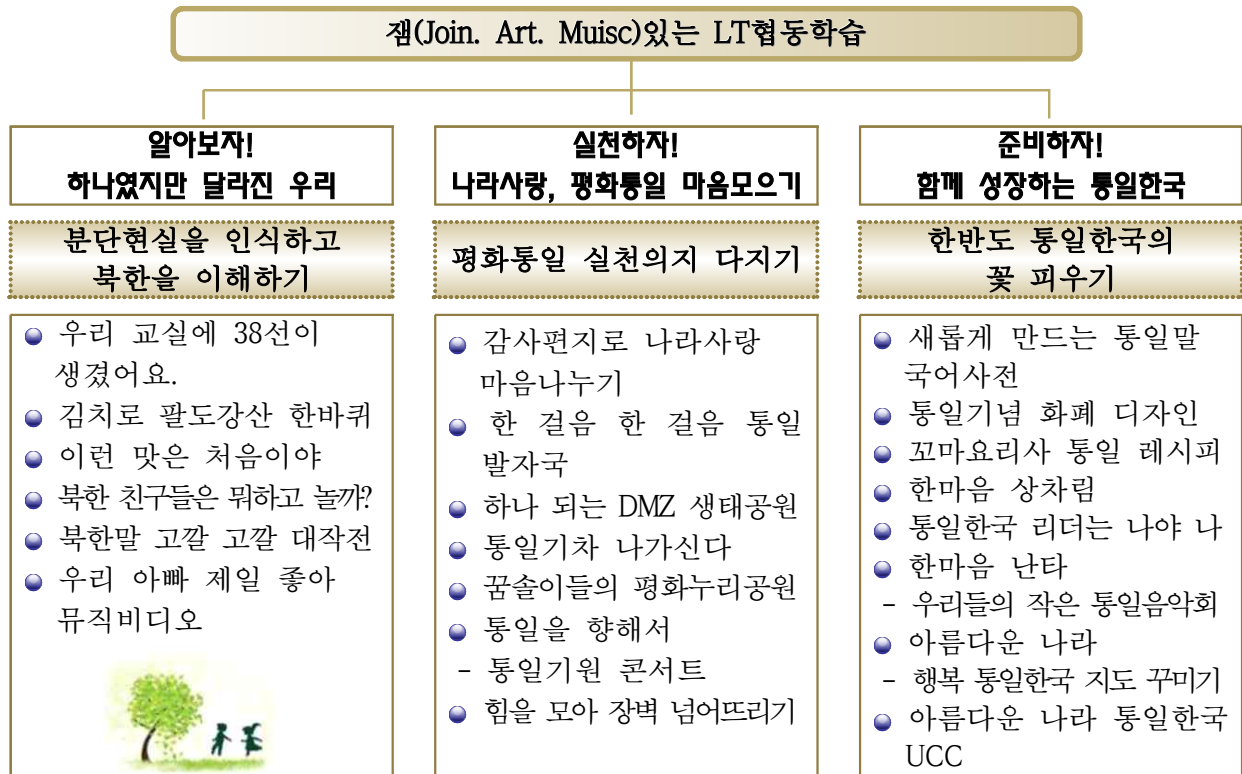 잼(Join. Art. Muisc)있는 LT협동학습
알아보자!
하나였지만 달라진 우리
분단현실을 인식하고
북한을 이해하기
우리 교실에 38선이
생겼어요.
김치로 팔도강산 한바퀴
이런 맛은 처음이야
북한 친구들은 뭐하고 놀까?
북한말 고깔 고깔 대작전
우리 아빠 제일 좋아
뮤직비디오
실천하자!
나라사랑, 평화통일 마음모으기
평화통일 실천의지 다지기
감사편지로 나라사랑
마음나누기
한 걸음 한 걸음 통일
발자국
하나 되는 DMZ 생태공원
통일기차 나가신다
꿈솔이들의 평화누리공원
통일을 향해서
- 통일기원 콘서트
힘을 모아 장벽 넘어뜨리기
준비하자!
함께 성장하는 통일한국
한반도 통일한국의
꽃 피우기
새롭게 만드는 통일말
국어사전
통일기념 화폐 디자인
꼬마요리사 통일 레시피
한마음 상차림
통일한국 리더는 나야 나
한마음 난타
- 우리들의 작은 통일음악회
아름다운 나라
- 행복 통일한국 지도 꾸미기
아름다운 나라 통일한국
UCC